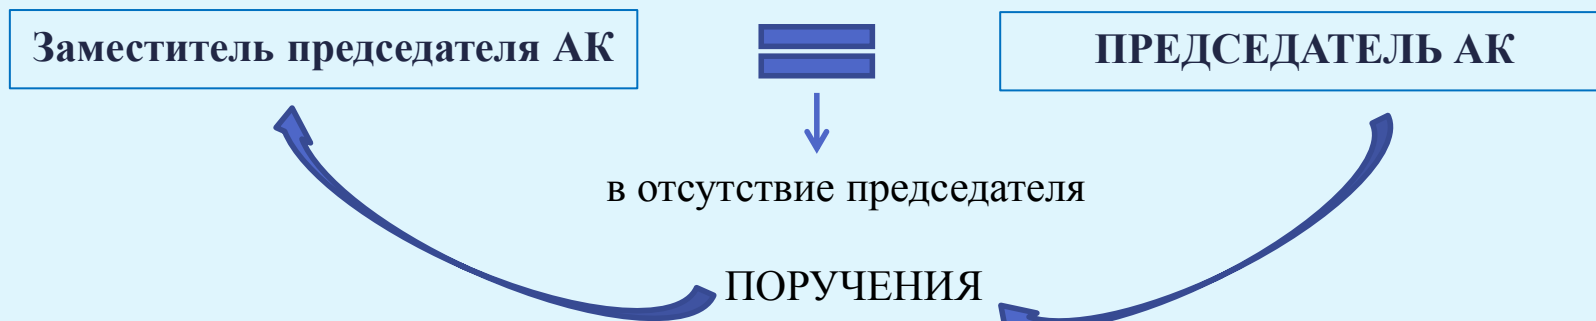 Заместитель председателя АК
ПРЕДСЕДАТЕЛЬ АК
в отсутствие председателя
ПОРУЧЕНИЯ